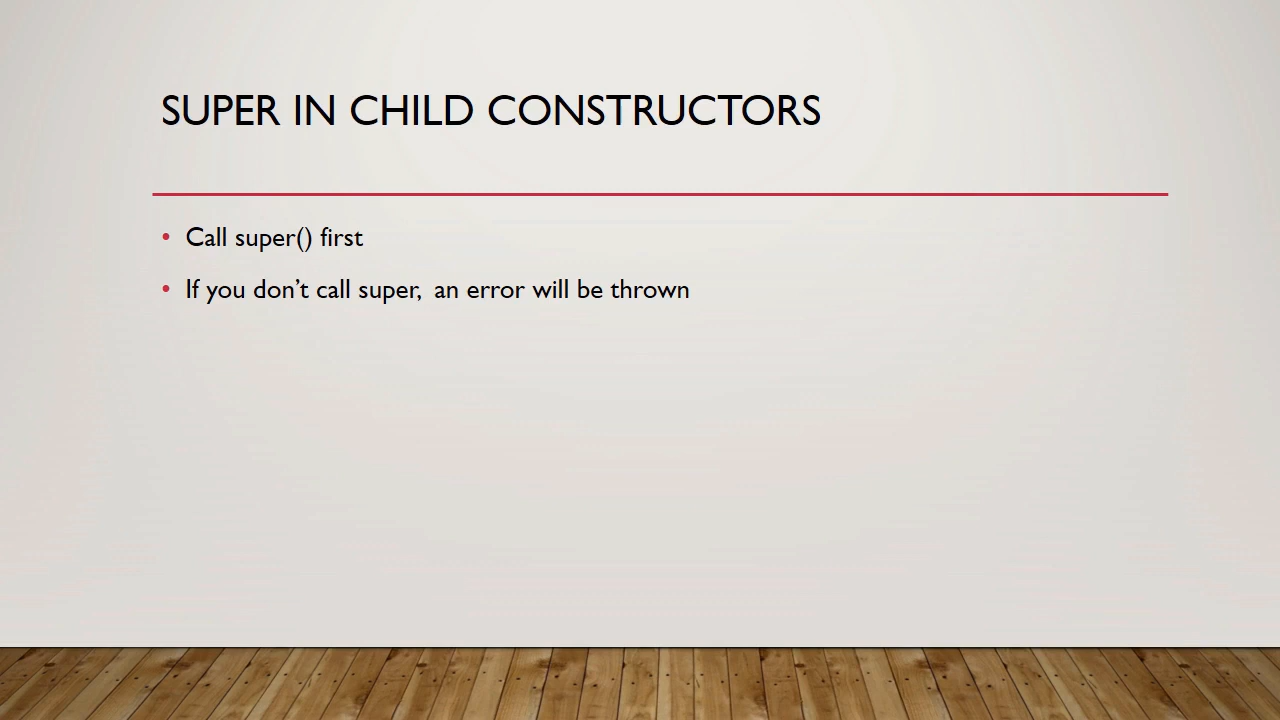 SUPER IN CHILD CONSTRUCTORS
• Call super() first
• If you don’t call super,  an error will be thrown